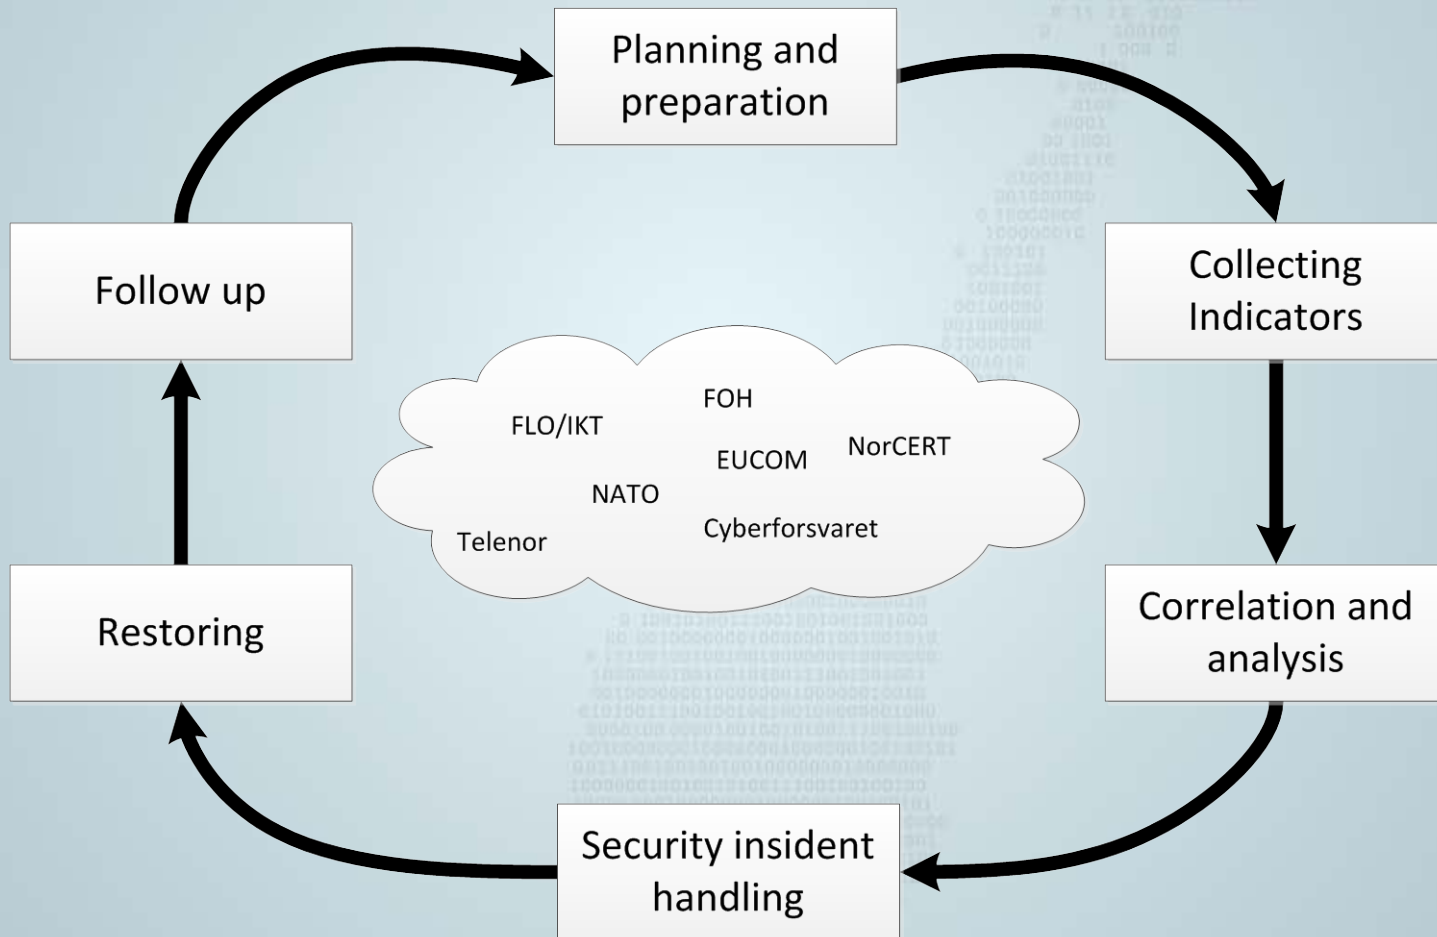 Planning and
preparation
Follow up
Collecting
Indicators
FOH
FLO/IKT
NorCERT
EUCOM
NATO
Cyberforsvaret
Telenor
Restoring
Correlation and
analysis
Security insident
handling